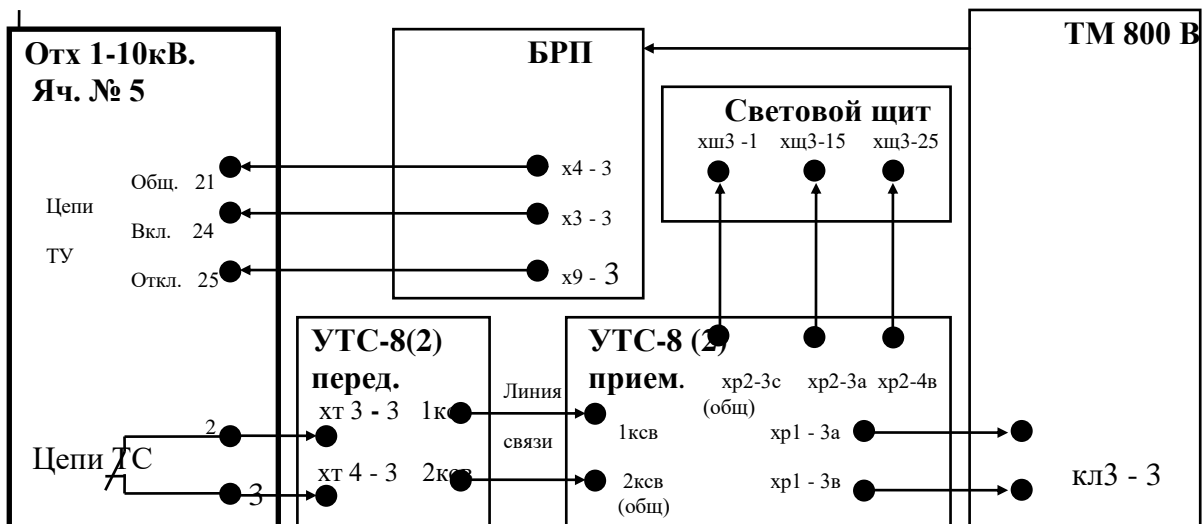 Отх 1-10кВ.
Яч. № 5
БРП
ТМ 800 В
Световой щит
хш3 -1 хщ3-15 хщ3-25
Общ. 21
х4 - 3
Цепи
ТУ
Вкл. 24
х3 - 3
Откл. 25
х9 - 3
УТС-8(2)
перед.
УТС-8 (2)
прием.
хр2-3с
(общ)
хр2-3а
хр2-4в
Линия
связи
хт 3 - 3 1ксв
1ксв
хр1 - 3а
2
Цепи ТС
3
хт 4 - 3 2ксв
2ксв
(общ)
хр1 - 3в
кл3 - 3